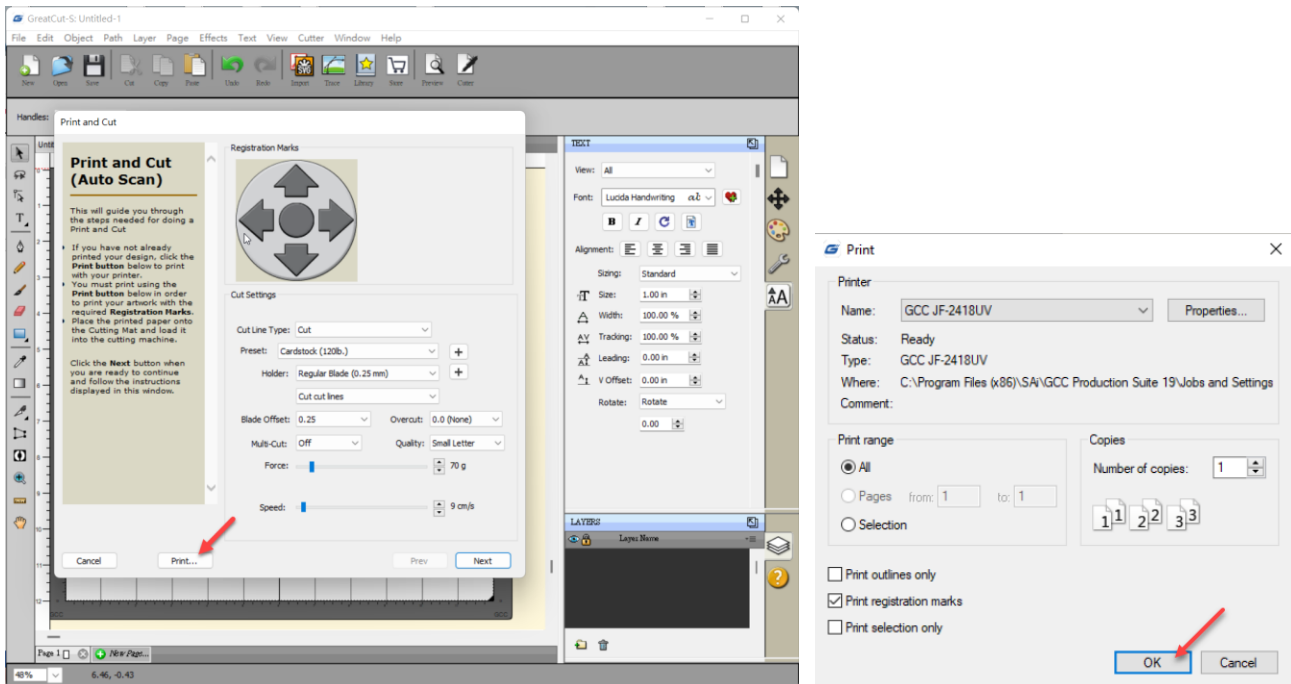 GreatCut-S: Untitled-1
File Edit Object Path Layer Page Effects Text View Cutter Window Help
New Open Save Cut Copy Paste Undo Redo Import Trace Library Store Preview Cutter
Handles:
Print and Cut
Print and Cut
(Auto Scan)
This will guide you through
the steps needed for doing a
Print and Cut
If you have not already
printed your design, click the
Print button below to print
with your printer.
You must print using the
Print button below in order
to print your artwork with the
required Registration Marks.
Place the printed paper onto
the Cutting Mat and load it
into the cutting machine.
Click the Next button when
you are ready to continue
and follow the instructions
displayed in this window.
Registration Marks
Cut Settings
Cut Line Type: Cut
Preset: Cardstock (120lb.)
Holder: Regular Blade (0.25 mm)
Cut cut lines
Blade Offset: 0.25 Overcut: 0.0 (None)
Multi-Cut: Off Quality: Small Letter
Force: 70 g
Speed: 9 cm/s
Cancel Print... Prev Next
GCC GCC
Page 1 New Page...
48% 6.46, -0.43
TEXT
View: All
Font: Lucida Handwriting ab
B I C
Alignment:
Sizing: Standard
Size: 1.00 in
Width: 100.00 %
Tracking: 100.00 %
Leading: 0.00 in
V Offset: 0.00 in
Rotate: Rotate
0.00
LAYERS
Layer Name
Print
Printer
Name: GCC JF-2418UV Properties...
Status: Ready
Type: GCC JF-2418UV
Where: C:\Program Files (x86)\SAi\GCC Production Suite 19\Jobs and Settings
Comment:
Print range
All
Pages from: 1 to: 1
Selection
Copies
Number of copies: 1
1 1 2 2 3 3
Print outlines only
Print registration marks
Print selection only
OK Cancel